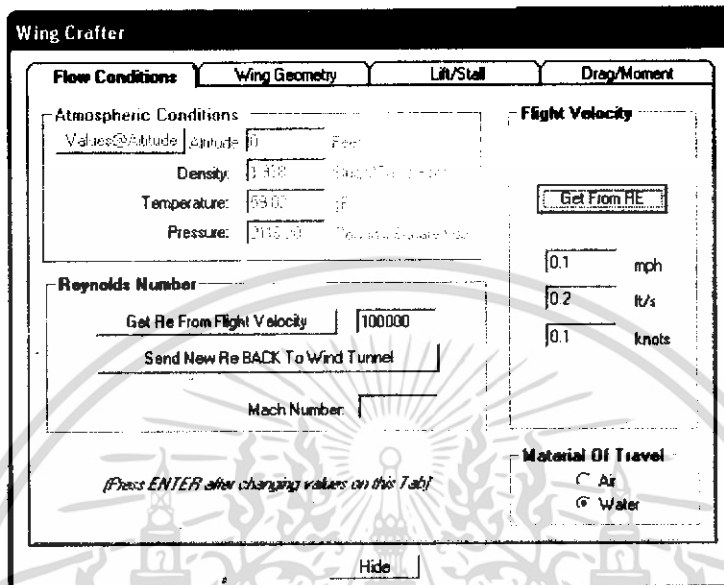 Wing Crafter
Flow Conditions Wing Geometry Lift/Stall Drag/Moment
Atmospheric Conditions
Values@Altitude Altitude 0 Feet
Density:
Temperature: 59.00
Pressure:
Reynolds Number
Get Re From Flight Velocity 100000
Send New Re BACK To Wind Tunnel
Mach Number:
[Press ENTER after changing values on this Tab]
Flight Velocity
Get From RE
0.1 mph
0.2 ft/s
0.1 knots
Material Of Travel
Air
Water
Hide